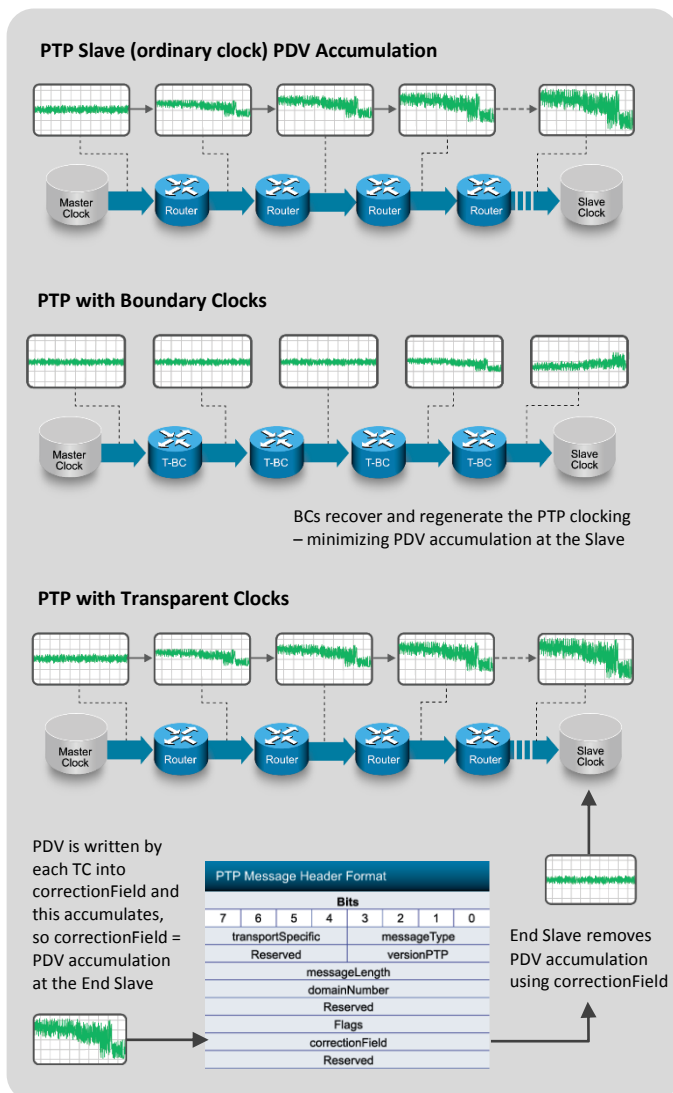 PTP Slave (ordinary clock) PDV Accumulation
Master
Clock
Router
Router
Router
Router
Slave
Clock
PTP with Boundary Clocks
Master
Clock
T-BC
T-BC
T-BC
T-BC
Slave
Clock
BCs recover and regenerate the PTP clocking
– minimizing PDV accumulation at the Slave
PTP with Transparent Clocks
Master
Clock
Router
Router
Router
Router
Slave
Clock
PDV is written by
each TC into
correctionField and
this accumulates,
so correctionField =
PDV accumulation
at the End Slave
PTP Message Header Format
Bits
7 6 5 4 3 2 1 0
transportSpecific messageType
Reserved versionPTP
messageLength
domainNumber
Reserved
Flags
correctionField
Reserved
End Slave removes
PDV accumulation
using correctionField